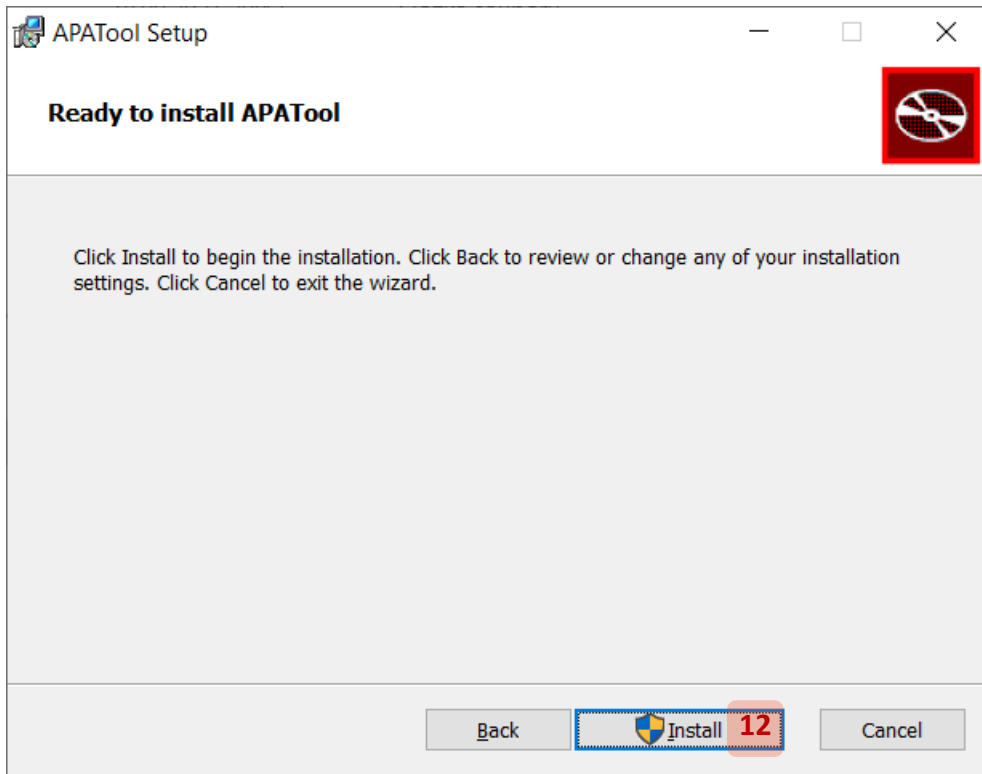 APATool Setup
Ready to install APATool
Click Install to begin the installation. Click Back to review or change any of your installation
settings. Click Cancel to exit the wizard.
Back
Install
12
Cancel